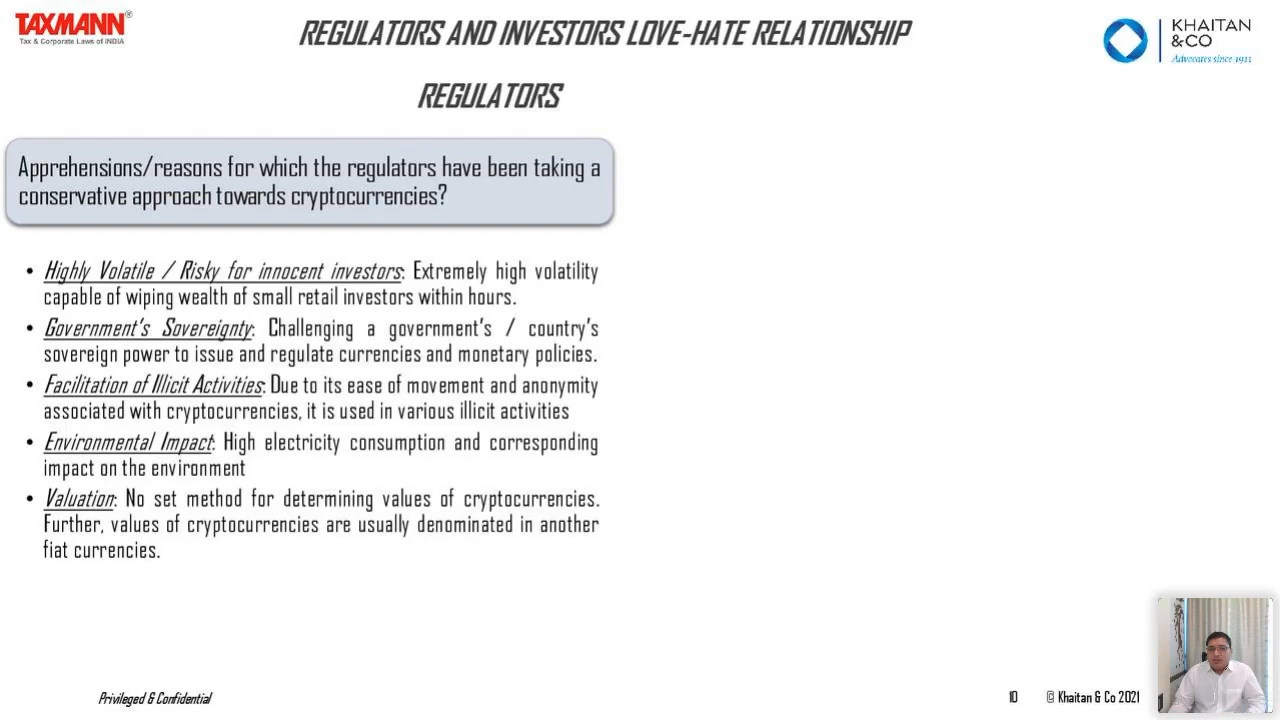 TAXMANN®
Tax & Corporate Laws of INDIA
REGULATORS AND INVESTORS LOVE-HATE RELATIONSHIP
KHAITAN
&CO
Advocates since 1911
REGULATORS
Apprehensions/reasons for which the regulators have been taking a
conservative approach towards cryptocurrencies?
• Highly Volatile / Risky for innocent investors: Extremely high volatility
capable of wiping wealth of small retail investors within hours.
• Government's Sovereignty: Challenging a government's / country's
sovereign power to issue and regulate currencies and monetary policies.
• Facilitation of Illicit Activities: Due to its ease of movement and anonymity
associated with cryptocurrencies, it is used in various illicit activities
• Environmental Impact: High electricity consumption and corresponding
impact on the environment
• Valuation: No set method for determining values of cryptocurrencies.
Further, values of cryptocurrencies are usually denominated in another
fiat currencies.
Privileged & Confidential
10
© Khaitan & Co 2021